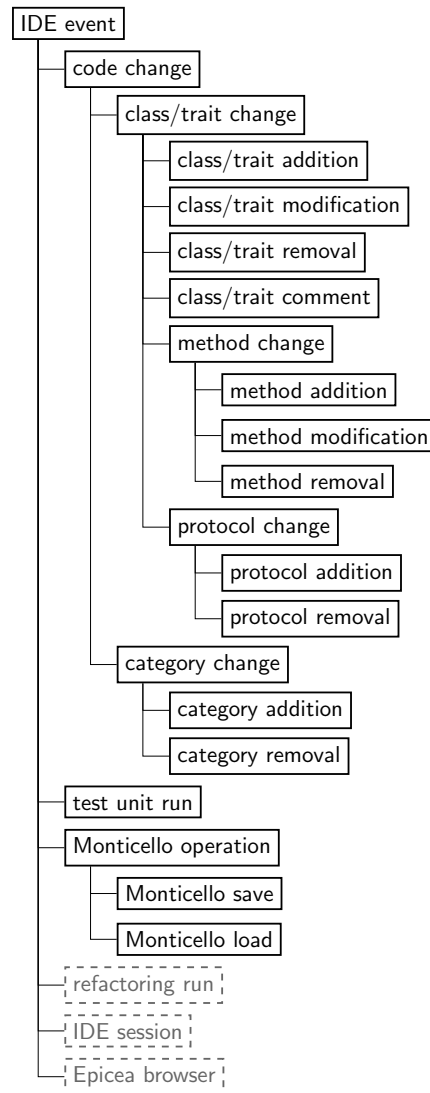 IDE event
code change
class/trait change
class/trait addition
class/trait modification
class/trait removal
class/trait comment
method change
method addition
method modification
method removal
protocol change
protocol addition
protocol removal
category change
category addition
category removal
test unit run
Monticello operation
Monticello save
Monticello load
refactoring run
IDE session
Epicea browser